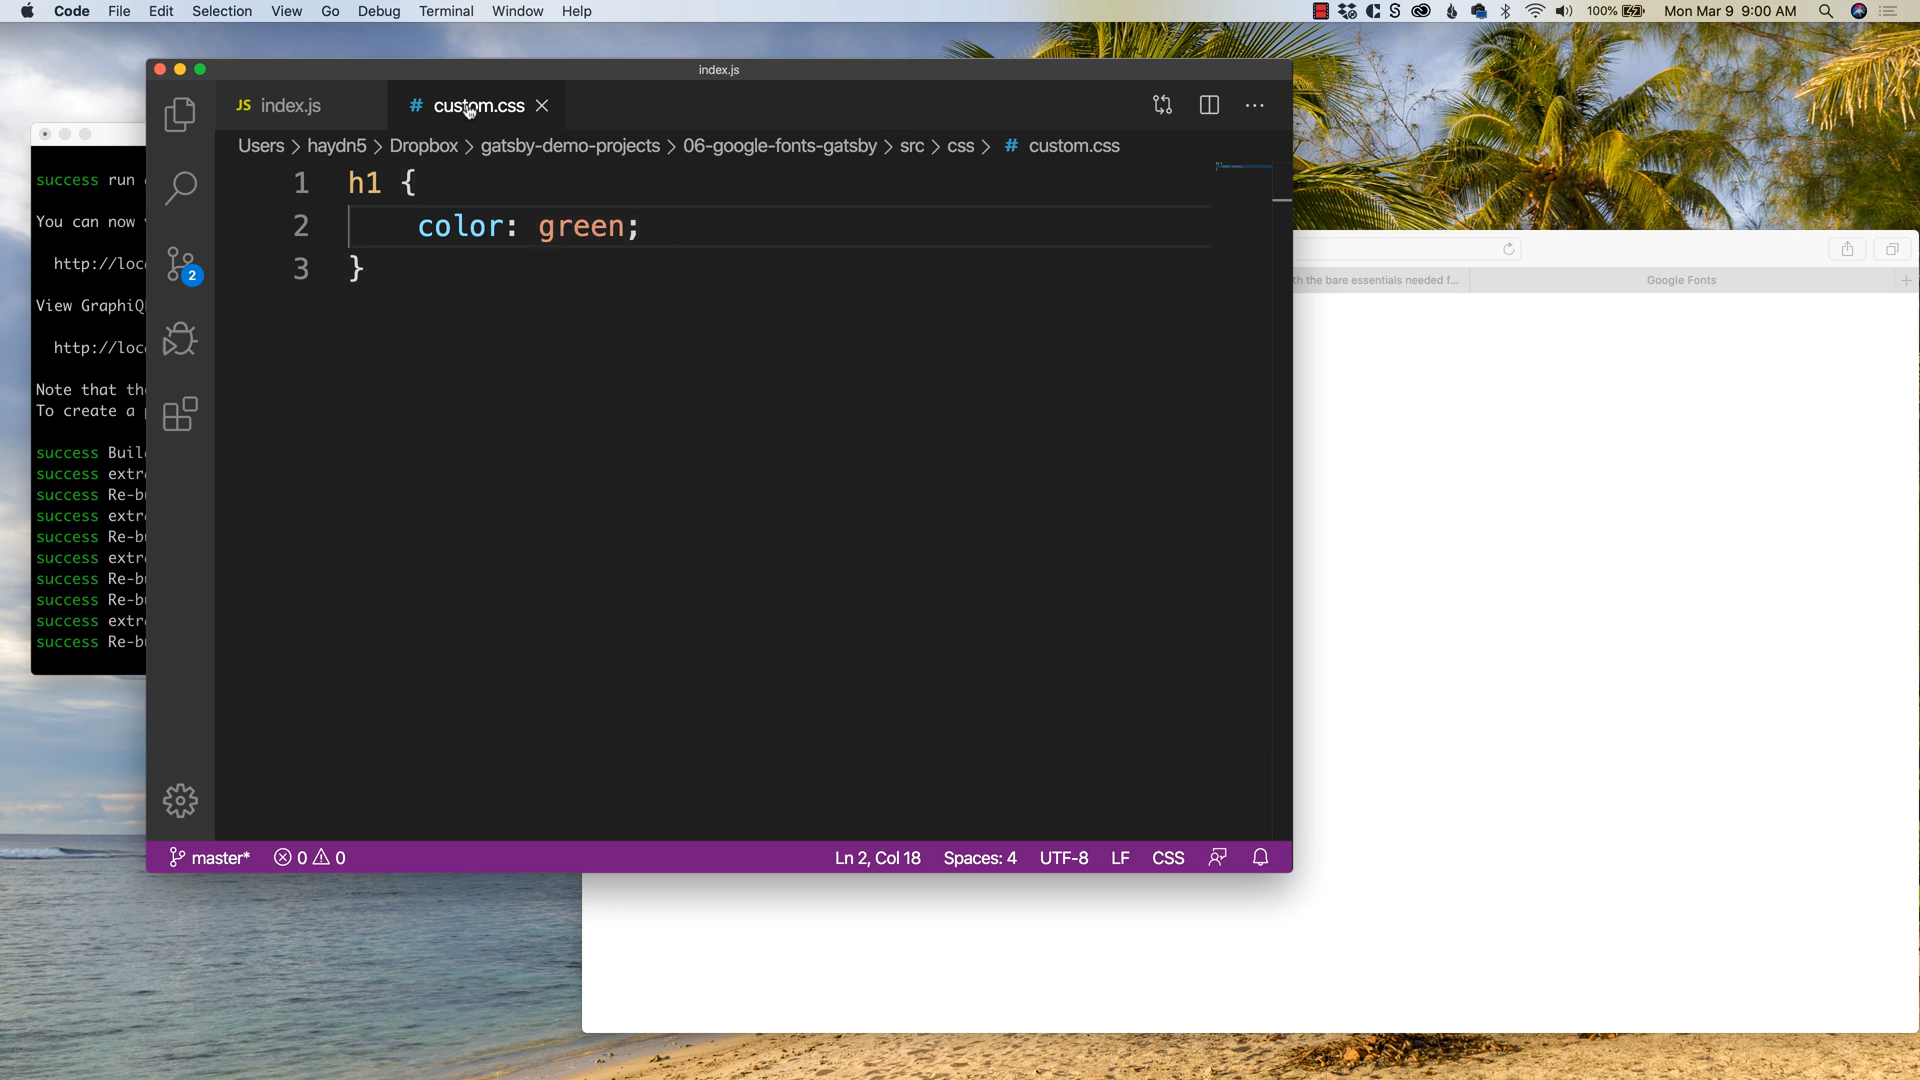 Code File Edit Selection View Go Debug Terminal Window Help
100% Mon Mar 9 9:00 AM
index.js
JS index.js
# custom.css
Users > haydn5 > Dropbox > gatsby-demo-projects > 06-google-fonts-gatsby > src > css > # custom.css
1 h1 {
2 color: green;
3 }
2
master* 0 0
Ln 2, Col 18 Spaces: 4 UTF-8 LF CSS
success run
You can now
http://loc
View GraphiQ
http://loc
Note that th
To create a
success Buil
success extr
success Re-b
success extr
success Re-b
success extr
success Re-b
success Re-b
success extr
success Re-b
th the bare essentials needed f...
Google Fonts